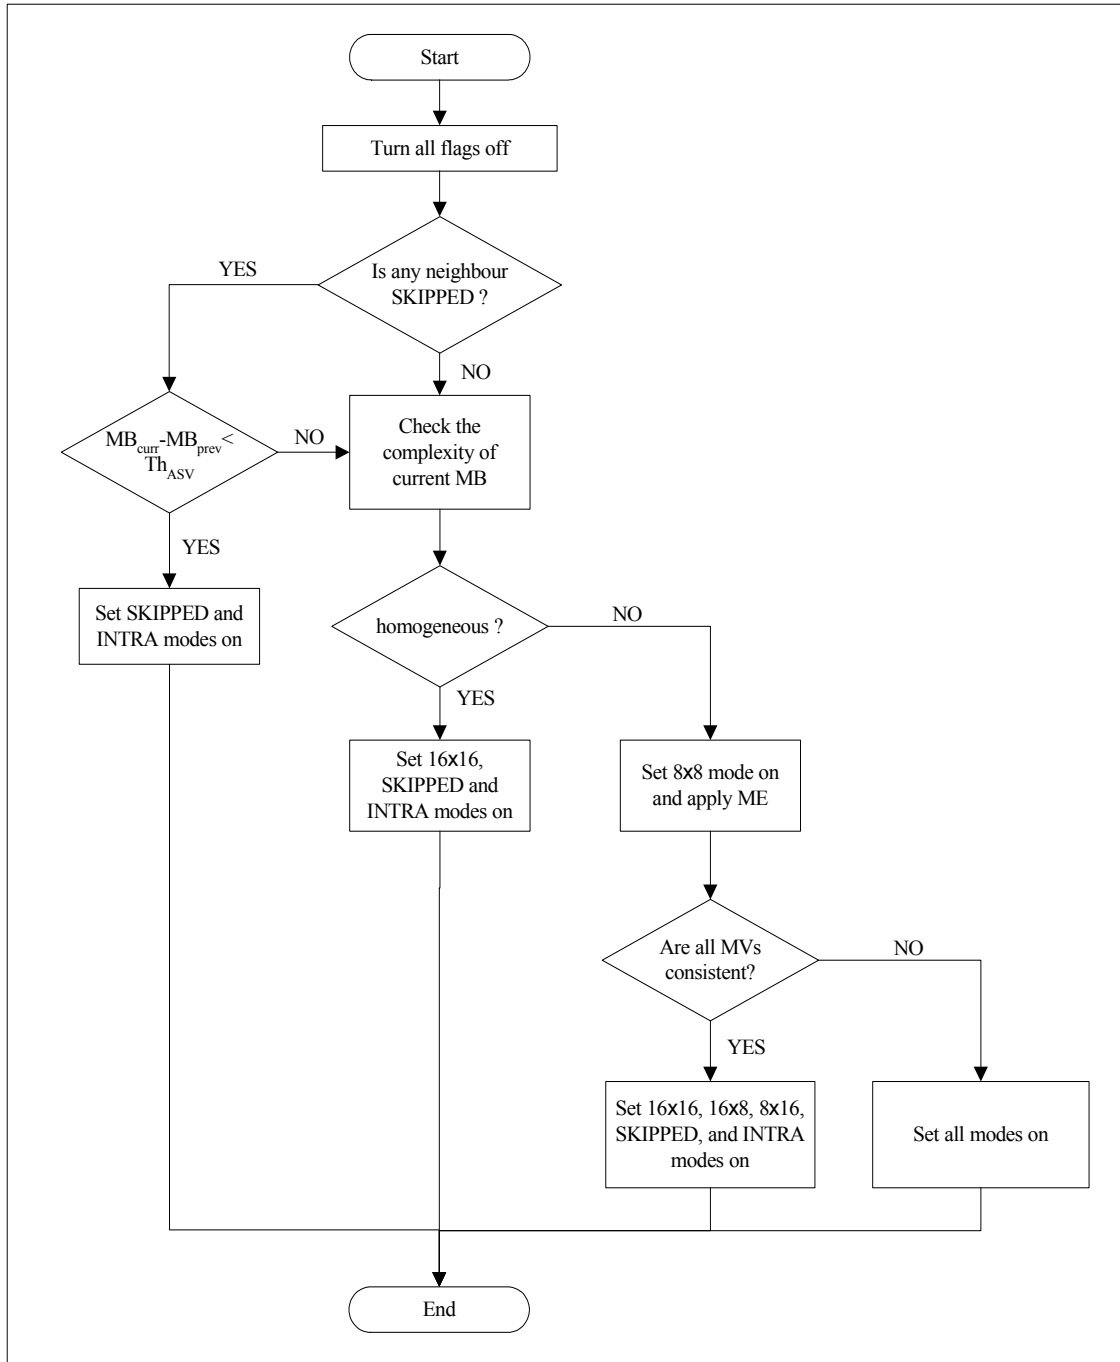 Start
Turn all flags off
Is any neighbour
SKIPPED ?
YES
NO
MBcurr-MBprev<
ThASV
NO
Check the
complexity of
current MB
YES
Set SKIPPED and
INTRA modes on
homogeneous ?
NO
YES
Set 16x16,
SKIPPED and
INTRA modes on
Set 8x8 mode on
and apply ME
Are all MVs
consistent?
NO
YES
Set 16x16, 16x8, 8x16,
SKIPPED, and INTRA
modes on
Set all modes on
End